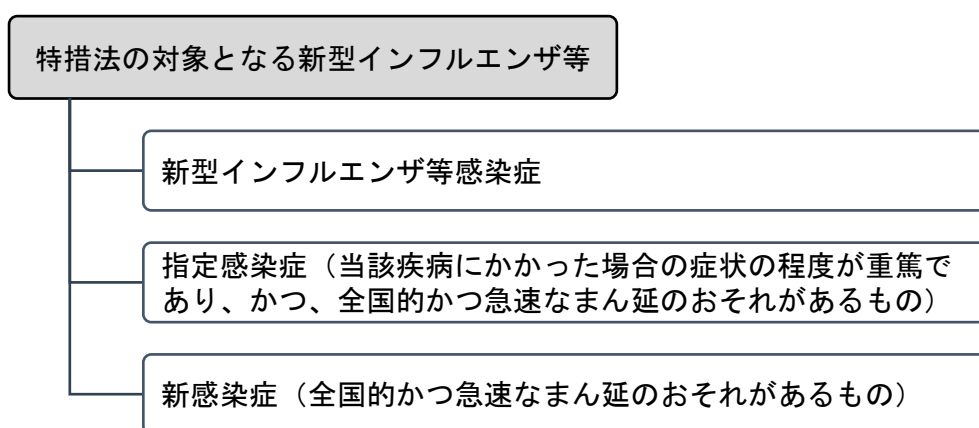 特措法の対象となる新型インフルエンザ等
新型インフルエンザ等感染症
指定感染症（当該疾病にかかった場合の症状の程度が重篤で
あり、かつ、全国的かつ急速なまん延のおそれがあるもの）
新感染症（全国的かつ急速なまん延のおそれがあるもの）